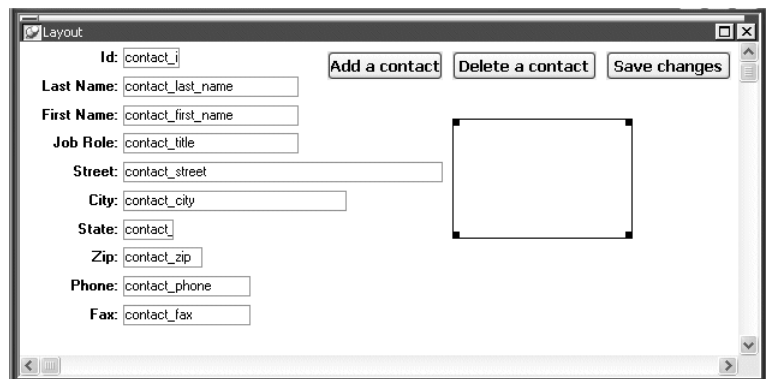 Layout
Id: contact_i
Add a contact Delete a contact Save changes
Last Name: contact_last_name
First Name: contact_first_name
Job Role: contact_title
Street: contact_street
City: contact_city
State: contact_
Zip: contact_zip
Phone: contact_phone
Fax: contact_fax